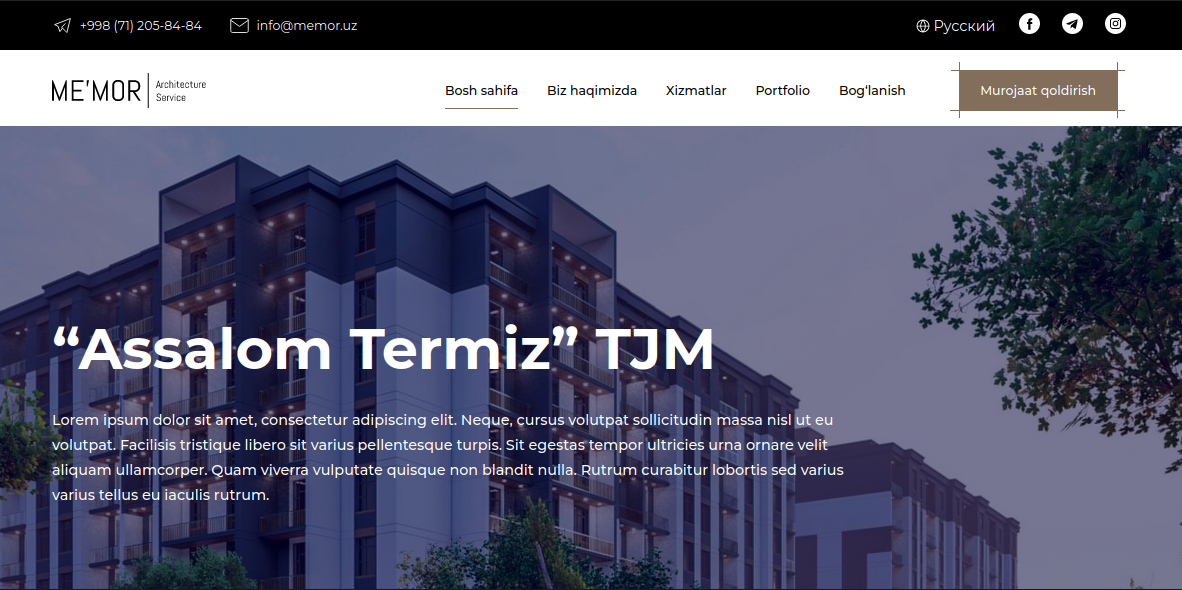 +998 (71) 205-84-84 info@memor.uz Русский
ME'MOR Architecture
Service
Bosh sahifa Biz haqimizda Xizmatlar Portfolio Bog‘lanish Murojaat qoldirish
“Assalom Termiz” TJM
Lorem ipsum dolor sit amet, consectetur adipiscing elit. Neque, cursus volutpat sollicitudin massa nisl ut eu
volutpat. Facilisis tristique libero sit varius pellentesque turpis. Sit egestas tempor ultricies urna ornare velit
aliquam ullamcorper. Quam viverra vulputate quisque non blandit nulla. Rutrum curabitur lobortis sed varius
varius tellus eu iaculis rutrum.